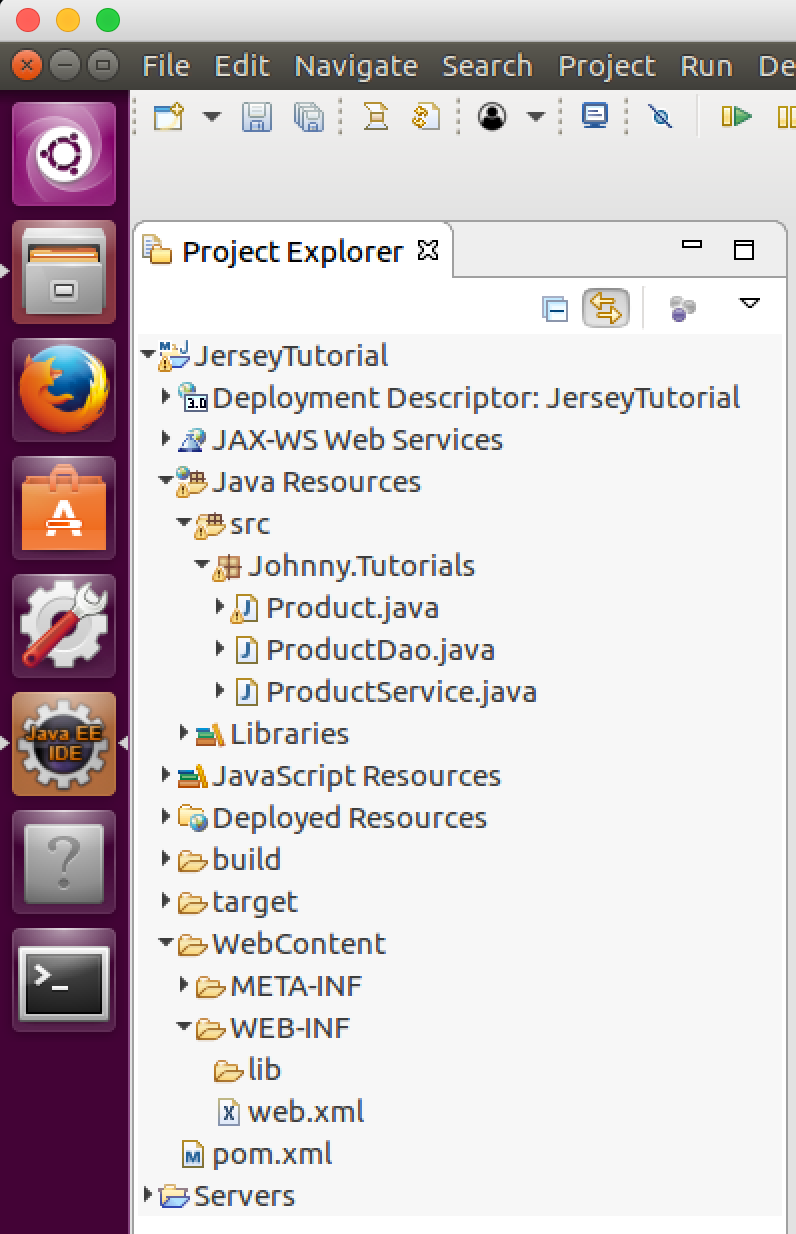 File Edit Navigate Search Project Run De
Project Explorer
JerseyTutorial
3.0 Deployment Descriptor: JerseyTutorial
JAX-WS Web Services
Java Resources
src
Johnny.Tutorials
Product.java
ProductDao.java
ProductService.java
Libraries
JavaScript Resources
Deployed Resources
build
target
WebContent
META-INF
WEB-INF
lib
web.xml
pom.xml
Servers
Java EE
IDE